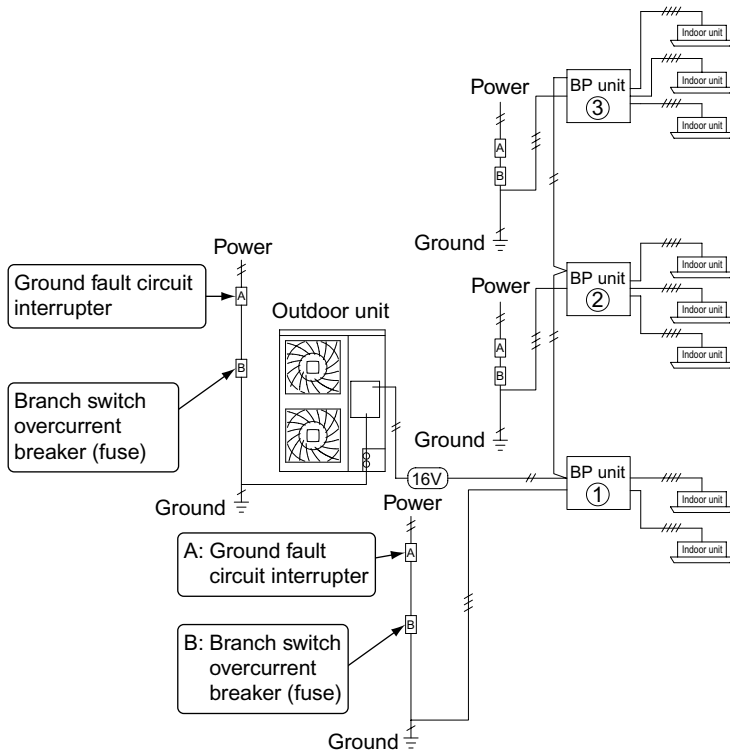 Indoor unit
Power
BP unit
3
Indoor unit
A
Indoor unit
B
Ground
Power
Indoor unit
Ground fault circuit
interrupter
A
Outdoor unit
Power
BP unit
2
Indoor unit
A
Indoor unit
Branch switch
overcurrent
breaker (fuse)
B
B
Ground
BP unit
1
16V
Indoor unit
Ground
Power
Indoor unit
A: Ground fault
circuit interrupter
A
B: Branch switch
overcurrent
breaker (fuse)
B
Ground